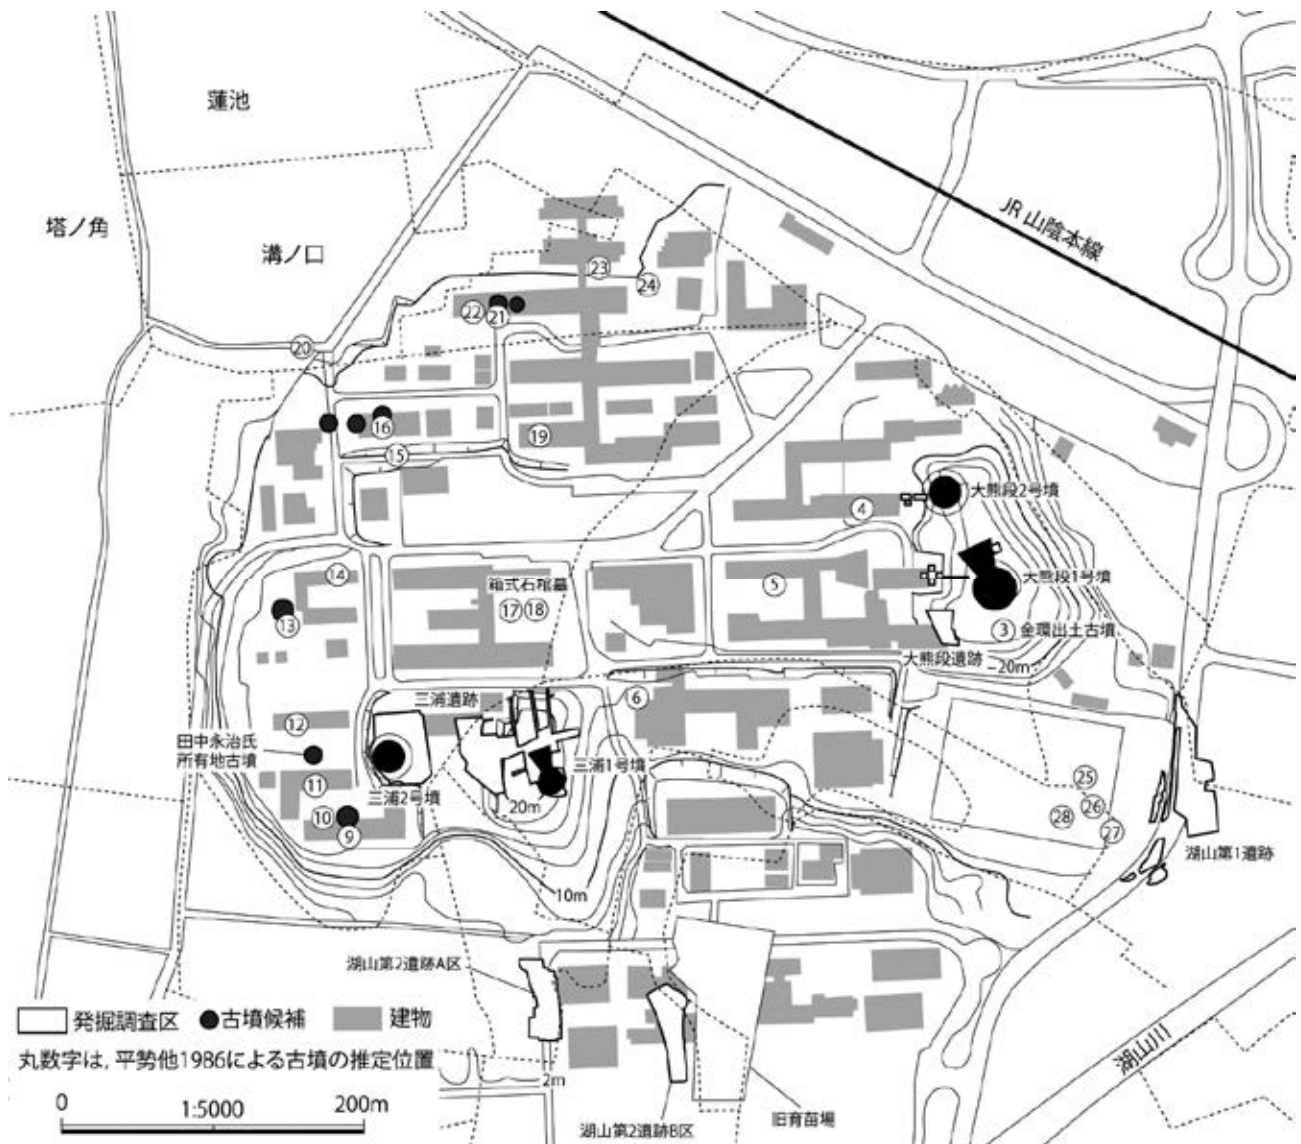 蓮池
塔ノ角
溝ノ口
JR 山陰本線
㉓
㉔
㉒
㉑
⑳
⑯
⑲
⑮
大熊段2号墳
④
箱式石棺墓
⑭
⑬
⑰
⑱
⑤
大熊段1号墳
③
金環出土古墳
大熊段遺跡
20m
三浦遺跡
⑥
⑫
田中永治氏
所有地古墳
⑪
三浦2号墳
三浦1号墳
20m
⑩
⑨
㉕
㉖
㉘
㉗
湖山第1遺跡
10m
湖山第2遺跡A区
発掘調査区
古墳候補
建物
丸数字は, 平勢他1986による古墳の推定位置
0
1:5000
200m
2m
湖山第2遺跡B区
旧育苗場
湖山川